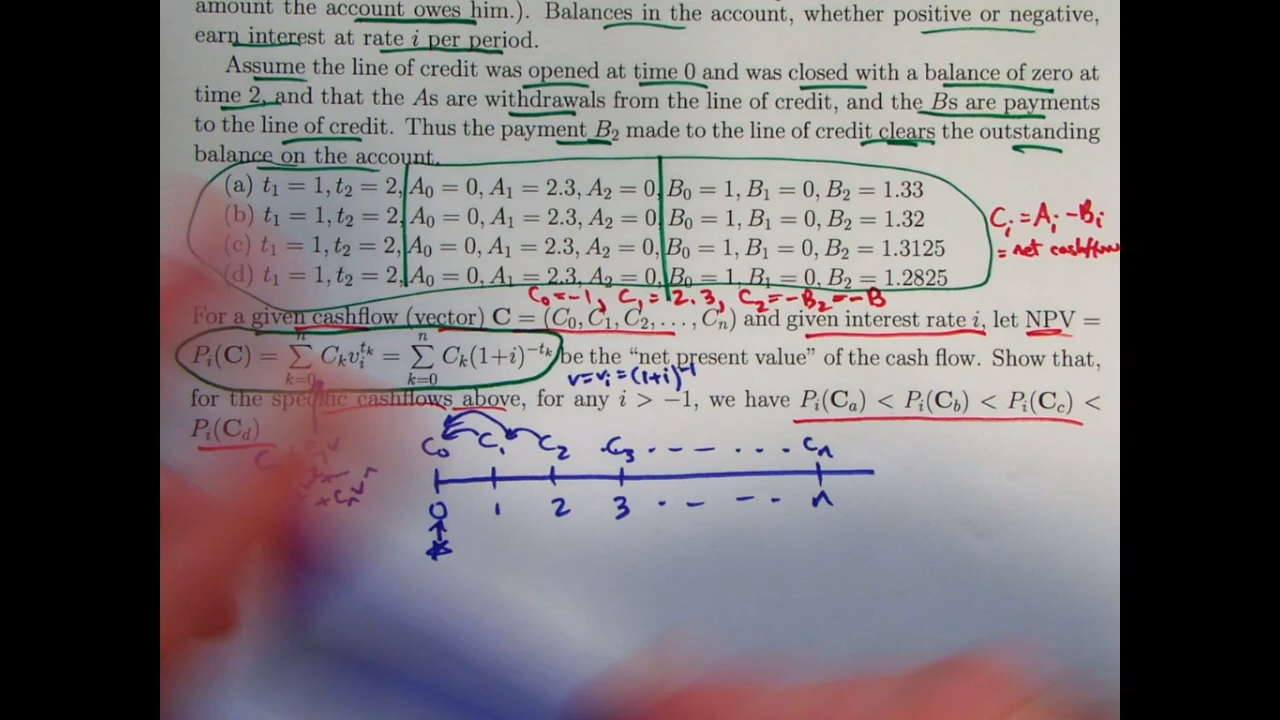 amount the account owes him.). Balances in the account, whether positive or negative,
earn interest at rate i per period.
Assume the line of credit was opened at time 0 and was closed with a balance of zero at
time 2, and that the As are withdrawals from the line of credit, and the Bs are payments
to the line of credit. Thus the payment B₂ made to the line of credit clears the outstanding
balance on the account.
(a) t₁ = 1, t₂ = 2, A₀ = 0, A₁ = 2.3, A₂ = 0, B₀ = 1, B₁ = 0, B₂ = 1.33
(b) t₁ = 1, t₂ = 2, A₀ = 0, A₁ = 2.3, A₂ = 0, B₀ = 1, B₁ = 0, B₂ = 1.32
(c) t₁ = 1, t₂ = 2, A₀ = 0, A₁ = 2.3, A₂ = 0, B₀ = 1, B₁ = 0, B₂ = 1.3125
(d) t₁ = 1, t₂ = 2, A₀ = 0, A₁ = 2.3, A₂ = 0, B₀ = 1, B₁ = 0, B₂ = 1.2825
Cᵢ = Aᵢ - Bᵢ
= net cashflow
C₀ = -1, C₁ = 2.3, C₂ = -B₂ = -B
For a given cashflow (vector) C = (C₀, C₁, C₂, ..., Cₙ) and given interest rate i, let NPV =
Pᵢ(C) = Σₖ₌₀ⁿ Cₖvᵢ^{tₖ} = Σₖ₌₀ⁿ Cₖ(1+i)^{-tₖ} be the "net present value" of the cash flow. Show that,
v = vᵢ = (1+i)⁻¹
for the specific cashflows above, for any i > -1, we have Pᵢ(Cₐ) < Pᵢ(C_b) < Pᵢ(C_c) <
Pᵢ(C_d)
C₀ C₁ C₂ C₃ . - - . . . Cₙ
0 1 2 3 . - - . n
+ Cₙvⁿ